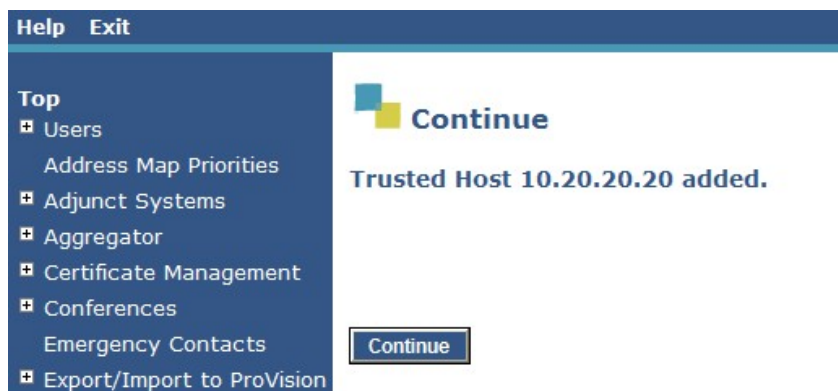 Help Exit
Top
Users
Address Map Priorities
Adjunct Systems
Aggregator
Certificate Management
Conferences
Emergency Contacts
Export/Import to ProVision
Continue
Trusted Host 10.20.20.20 added.
Continue